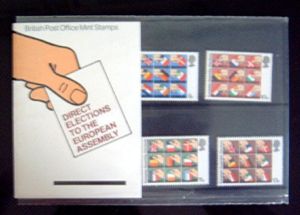 British Post Office Mint Stamps
DIRECT
ELECTIONS
TO THE
EUROPEAN
ASSEMBLY